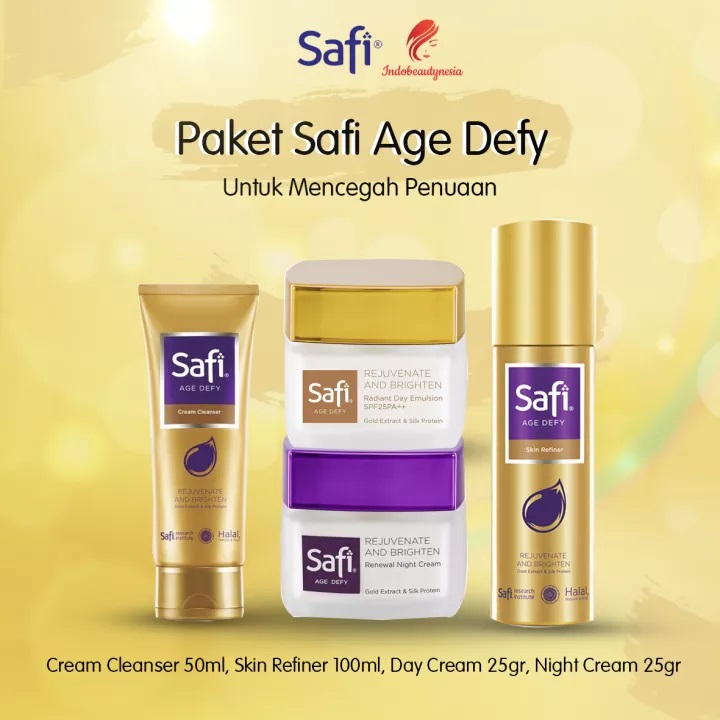 Safi®
Indobeautynesia
Paket Safi Age Defy
Untuk Mencegah Penuaan
Safi®
AGE DEFY
Cream Cleanser
REJUVENATE
AND BRIGHTEN
Gold Extract & Silk Protein
Safi research
institute
Halal,
Safi®
AGE DEFY
REJUVENATE
AND BRIGHTEN
Radiant Day Emulsion
SPF25PA++
Gold Extract & Silk Protein
Safi®
AGE DEFY
REJUVENATE
AND BRIGHTEN
Renewal Night Cream
Gold Extract & Silk Protein
Safi®
AGE DEFY
Skin Refiner
REJUVENATE
AND BRIGHTEN
Gold Extract & Silk Protein
Safi research
institute
Halal,
Cream Cleanser 50ml, Skin Refiner 100ml, Day Cream 25gr, Night Cream 25gr